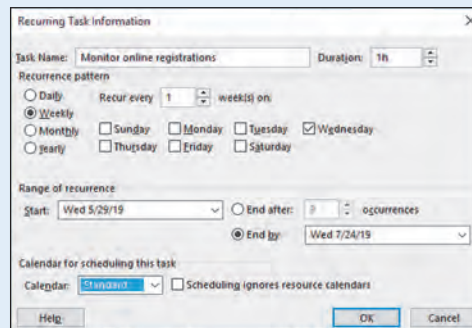 Recurring Task Information
Task Name: Monitor online registrations Duration: 1h
Recurrence pattern
Daily Recur every 1 week(s) on:
Weekly
Monthly Sunday Monday Tuesday Wednesday
Yearly Thursday Friday Saturday
Range of recurrence
Start: Wed 5/29/19 End after: 9 occurrences
End by: Wed 7/24/19
Calendar for scheduling this task
Calendar: Standard Scheduling ignores resource calendars
Help OK Cancel